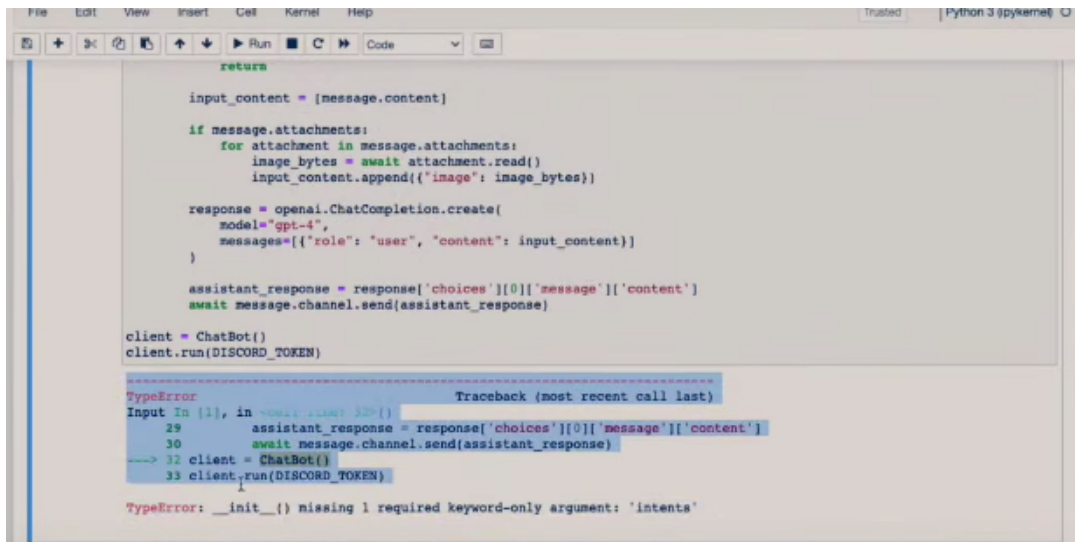 File Edit View Insert Cell Kernel Help Trusted Python 3 (ipykernel)
Run Code
return
input_content = [message.content]
if message.attachments:
for attachment in message.attachments:
image_bytes = await attachment.read()
input_content.append({"image": image_bytes})
response = openai.ChatCompletion.create(
model="gpt-4",
messages=[{"role": "user", "content": input_content}]
)
assistant_response = response['choices'][0]['message']['content']
await message.channel.send(assistant_response)
client = ChatBot()
client.run(DISCORD_TOKEN)
---------------------------------------------------------------------------
TypeError Traceback (most recent call last)
Input In [1], in <cell line: 32>()
29 assistant_response = response['choices'][0]['message']['content']
30 await message.channel.send(assistant_response)
---> 32 client = ChatBot()
33 client.run(DISCORD_TOKEN)
TypeError: __init__() missing 1 required keyword-only argument: 'intents'